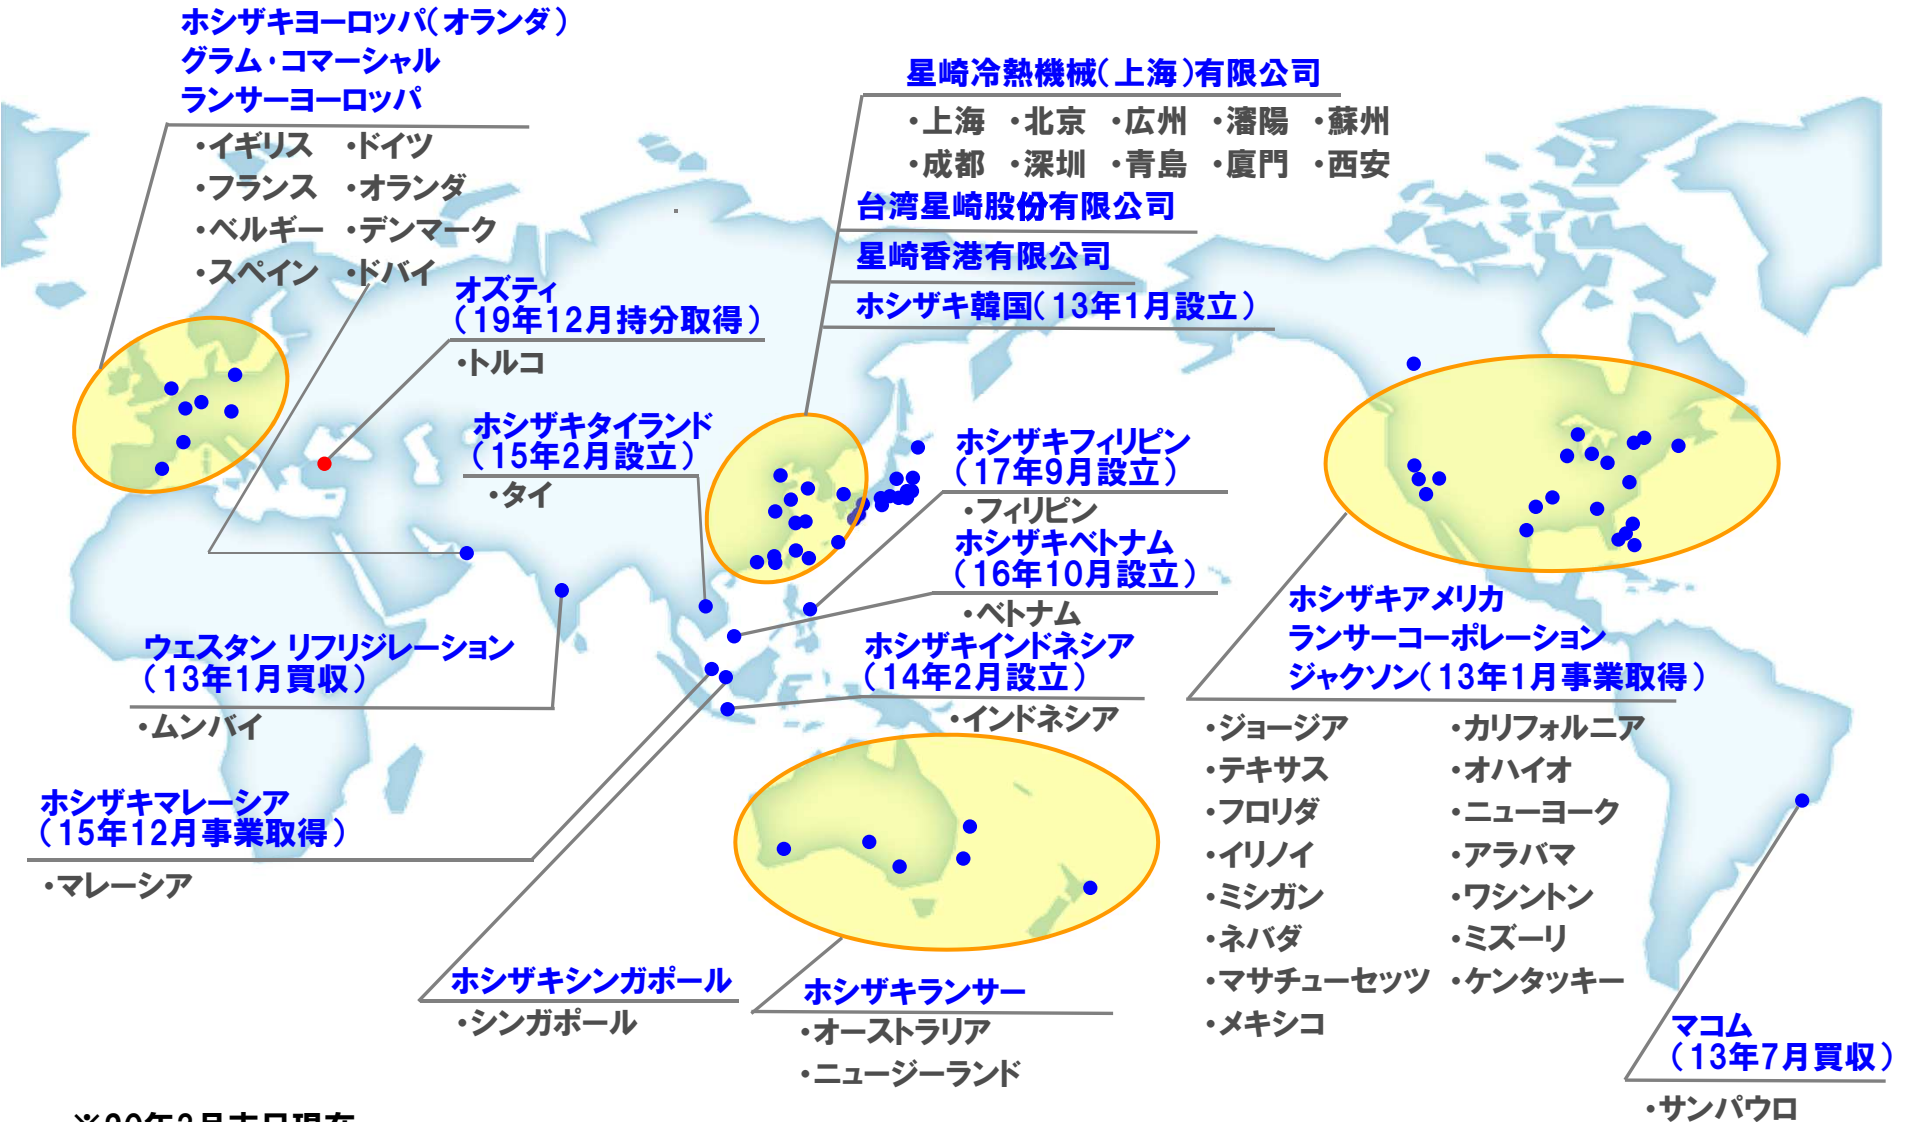 ホシザキヨーロッパ(オランダ)
グラム・コマーシャル
ランサーヨーロッパ
・イギリス ・ドイツ
・フランス ・オランダ
・ベルギー ・デンマーク
・スペイン ・ドバイ
オズティ
(19年12月持分取得)
・トルコ
星崎冷熱機械(上海)有限公司
・上海 ・北京 ・広州 ・瀋陽 ・蘇州
・成都 ・深圳 ・青島 ・廈門 ・西安
台湾星崎股份有限公司
星崎香港有限公司
ホシザキ韓国(13年1月設立)
ホシザキタイランド
(15年2月設立)
・タイ
ホシザキフィリピン
(17年9月設立)
・フィリピン
ホシザキベトナム
(16年10月設立)
・ベトナム
ホシザキインドネシア
(14年2月設立)
・インドネシア
ウェスタン リフリジレーション
(13年1月買収)
・ムンバイ
ホシザキマレーシア
(15年12月事業取得)
・マレーシア
ホシザキシンガポール
・シンガポール
ホシザキランサー
・オーストラリア
・ニュージーランド
ホシザキアメリカ
ランサーコーポレーション
ジャクソン(13年1月事業取得)
・ジョージア ・カリフォルニア
・テキサス ・オハイオ
・フロリダ ・ニューヨーク
・イリノイ ・アラバマ
・ミシガン ・ワシントン
・ネバダ ・ミズーリ
・マサチューセッツ ・ケンタッキー
・メキシコ
マコム
(13年7月買収)
・サンパウロ